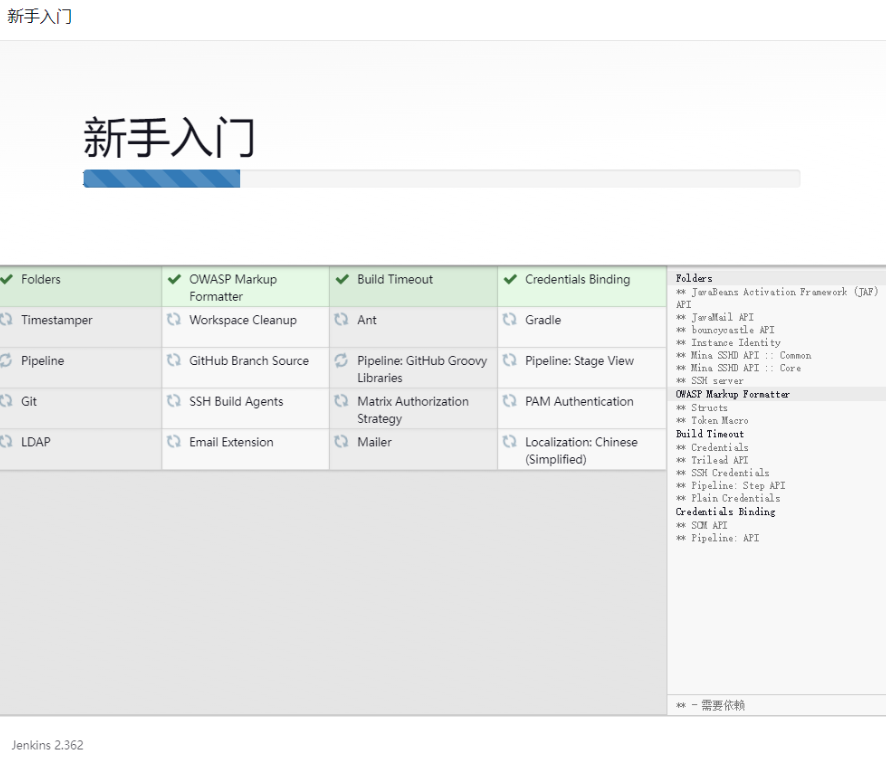 新手入门
新手入门
Folders
OWASP Markup
Formatter
Build Timeout
Credentials Binding
Timestamper
Workspace Cleanup
Ant
Gradle
Pipeline
GitHub Branch Source
Pipeline: GitHub Groovy
Libraries
Pipeline: Stage View
Git
SSH Build Agents
Matrix Authorization
Strategy
PAM Authentication
LDAP
Email Extension
Mailer
Localization: Chinese
(Simplified)
Folders
** JavaBeans Activation Framework (JAF)
API
** JavaMail API
** bouncycastle API
** Instance Identity
** Mina SSHD API :: Common
** Mina SSHD API :: Core
** SSH server
OWASP Markup Formatter
** Structs
** Token Macro
Build Timeout
** Credentials
** Trilead API
** SSH Credentials
** Pipeline: Step API
** Plain Credentials
Credentials Binding
** SCM API
** Pipeline: API
** - 需要依赖
Jenkins 2.362